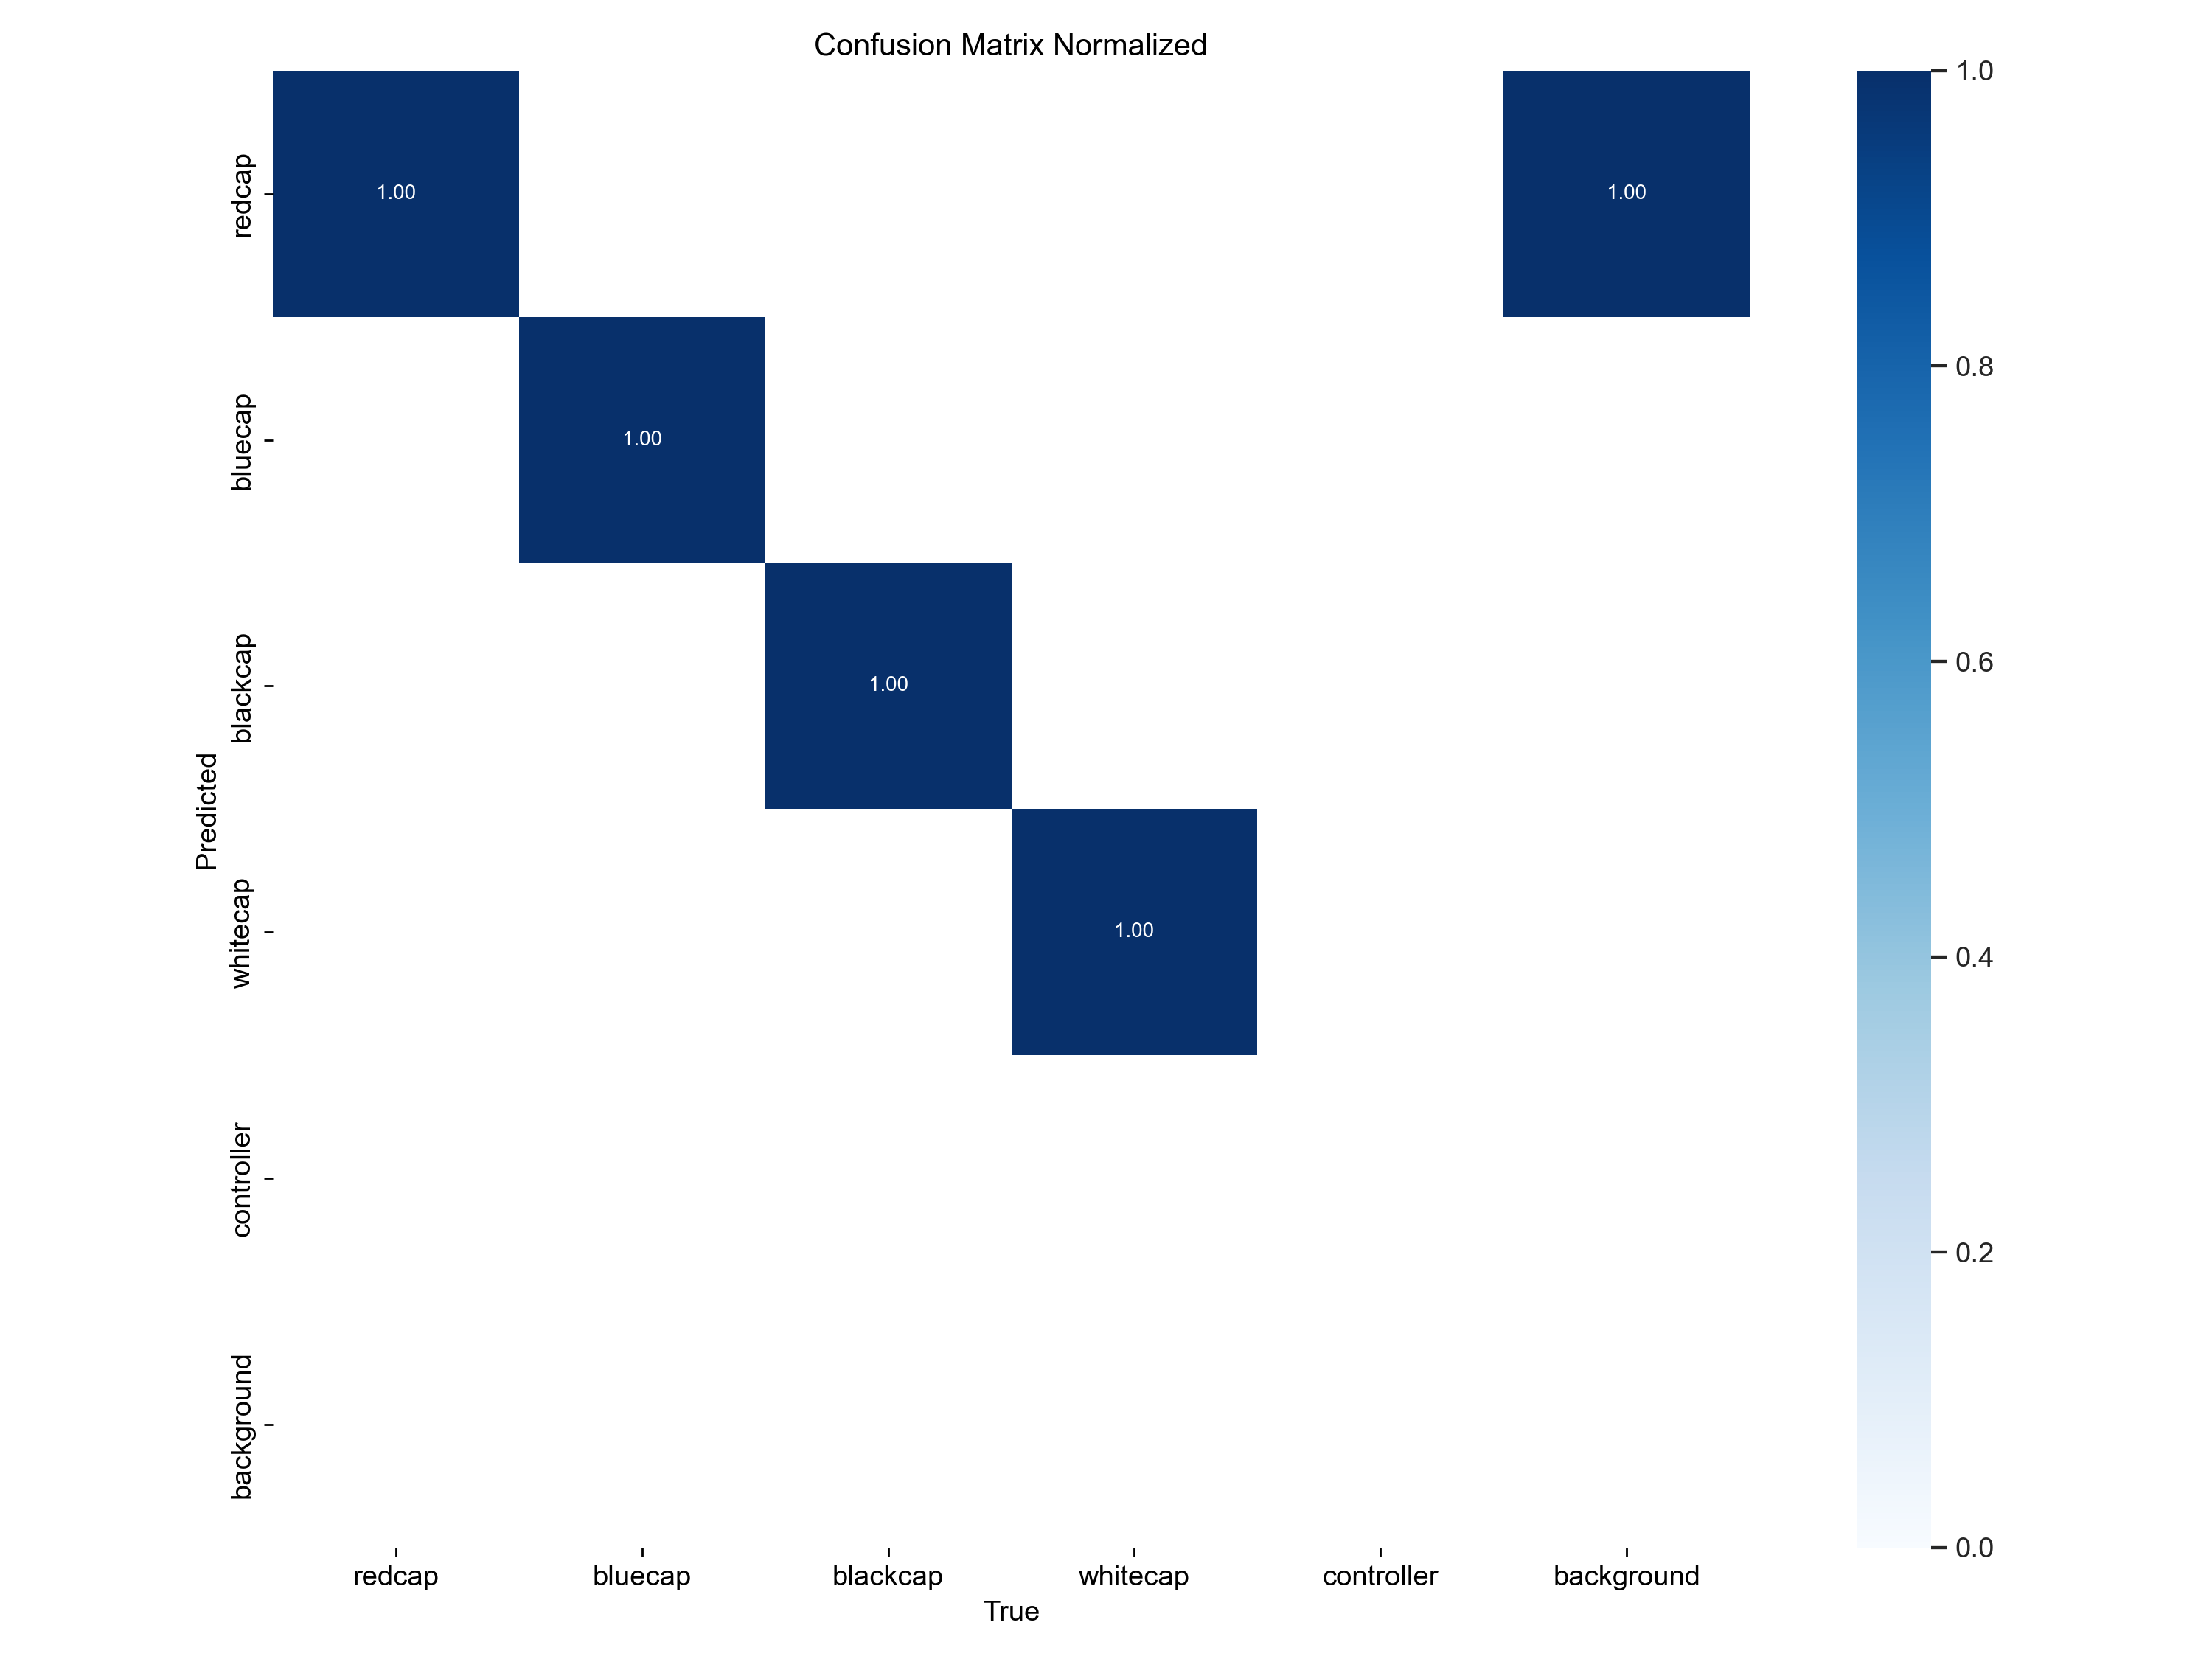 Confusion Matrix Normalized
redcap
1.00
1.00
bluecap
1.00
blackcap
1.00
whitecap
1.00
controller
background
Predicted
redcap
bluecap
blackcap
whitecap
controller
background
True
1.0
0.8
0.6
0.4
0.2
0.0